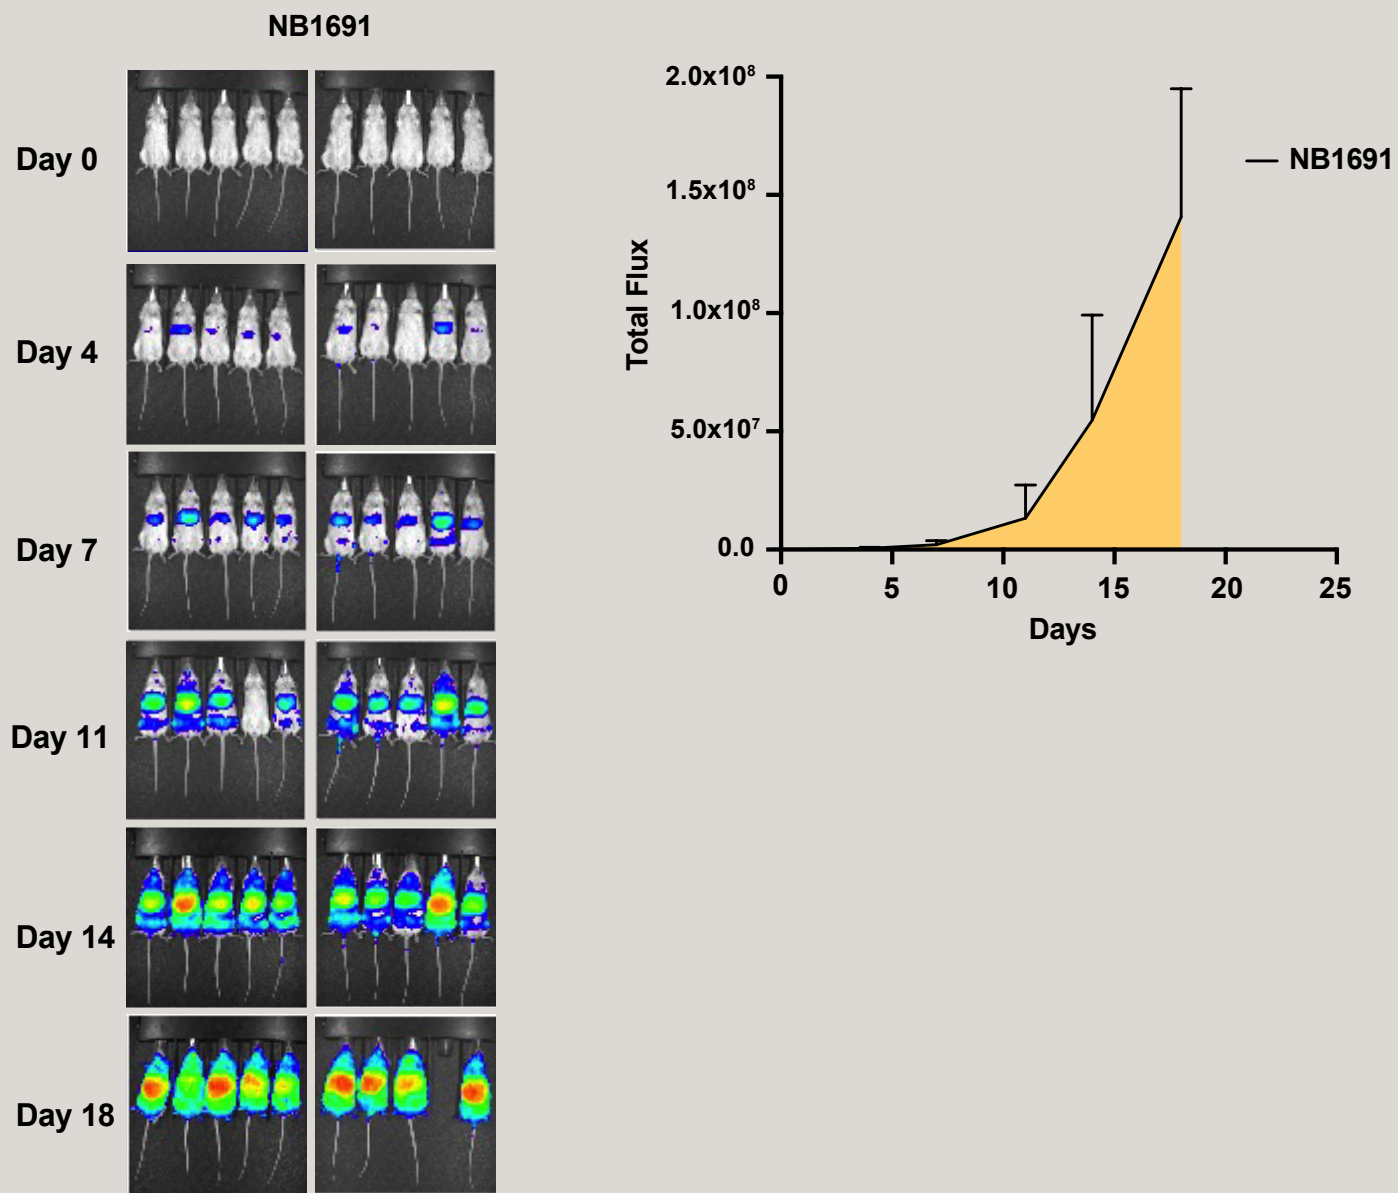 NB1691
Day 0
Day 4
Day 7
Day 11
Day 14
Day 18
2.0x10⁸
1.5x10⁸
1.0x10⁸
5.0x10⁷
0.0
Total Flux
0 5 10 15 20 25
Days
NB1691